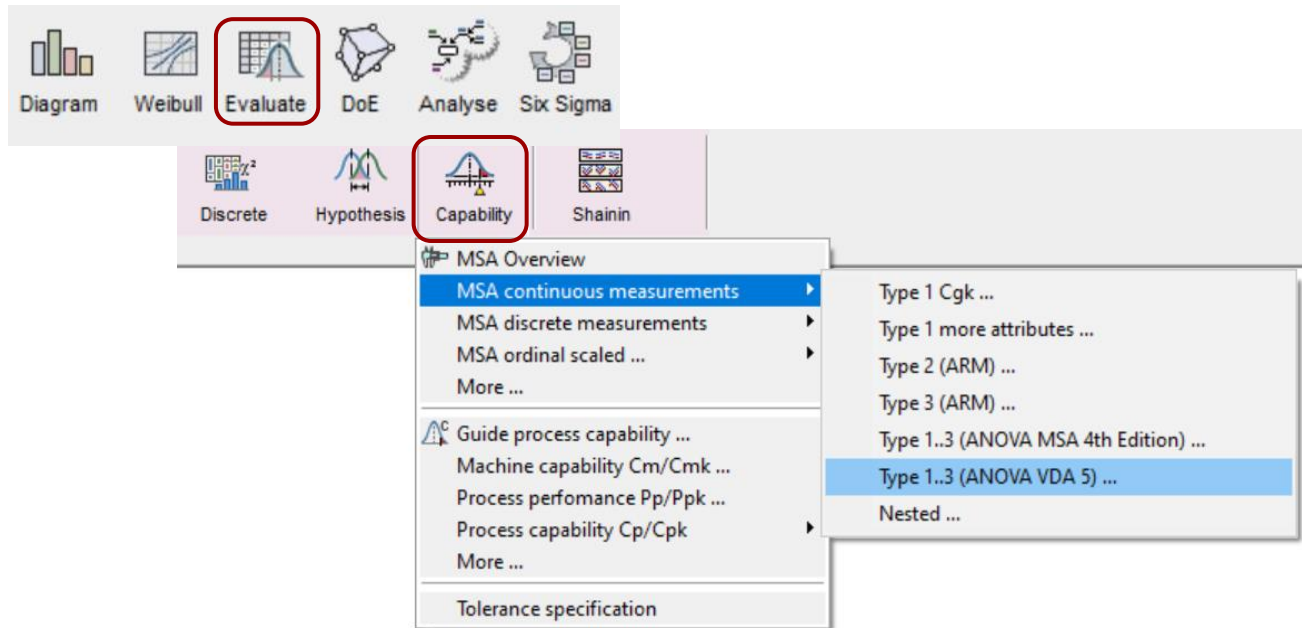 Diagram Weibull Evaluate DoE Analyse Six Sigma
χ²
Discrete Hypothesis Capability Shainin
MSA Overview
MSA continuous measurements
MSA discrete measurements
MSA ordinal scaled ...
More ...
C Guide process capability ...
Machine capability Cm/Cmk ...
Process perfomance Pp/Ppk ...
Process capability Cp/Cpk
More ...
Tolerance specification
Type 1 Cgk ...
Type 1 more attributes ...
Type 2 (ARM) ...
Type 3 (ARM) ...
Type 1..3 (ANOVA MSA 4th Edition) ...
Type 1..3 (ANOVA VDA 5) ...
Nested ...